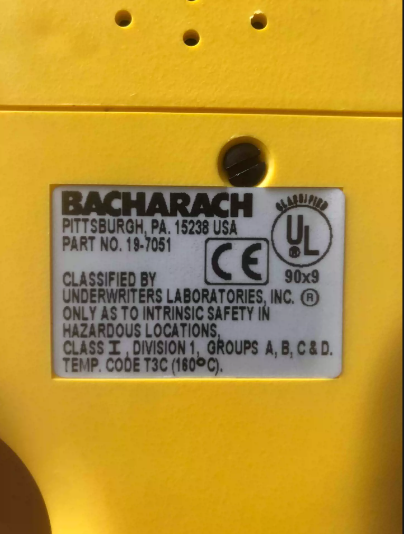 BACHARACH
PITTSBURGH, PA. 15238 USA
PART NO. 19-7051
CE
CLASSIFIED
UL
®
90x9
CLASSIFIED BY
UNDERWRITERS LABORATORIES, INC. ®
ONLY AS TO INTRINSIC SAFETY IN
HAZARDOUS LOCATIONS,
CLASS I , DIVISION 1, GROUPS A, B, C & D.
TEMP. CODE T3C (160°C).